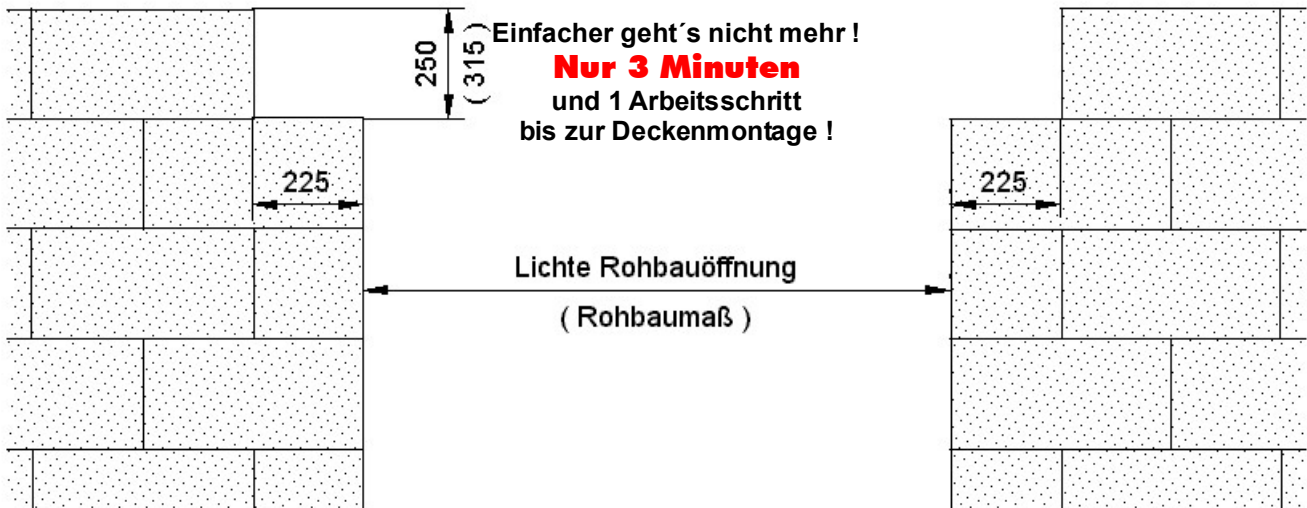 Einfacher geht´s nicht mehr !
Nur 3 Minuten
und 1 Arbeitsschritt
bis zur Deckenmontage !
250
( 315 )
225
225
Lichte Rohbauöffnung
( Rohbaumaß )